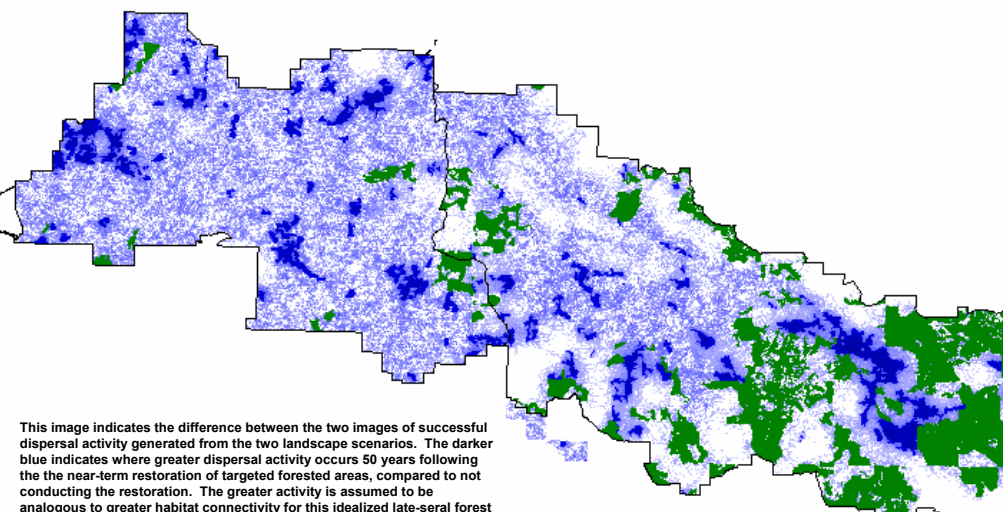 This image indicates the difference between the two images of successful
dispersal activity generated from the two landscape scenarios.  The darker
blue indicates where greater dispersal activity occurs 50 years following
the the near-term restoration of targeted forested areas, compared to not
conducting the restoration.  The greater activity is assumed to be
analogous to greater habitat connectivity for this idealized late-seral forest